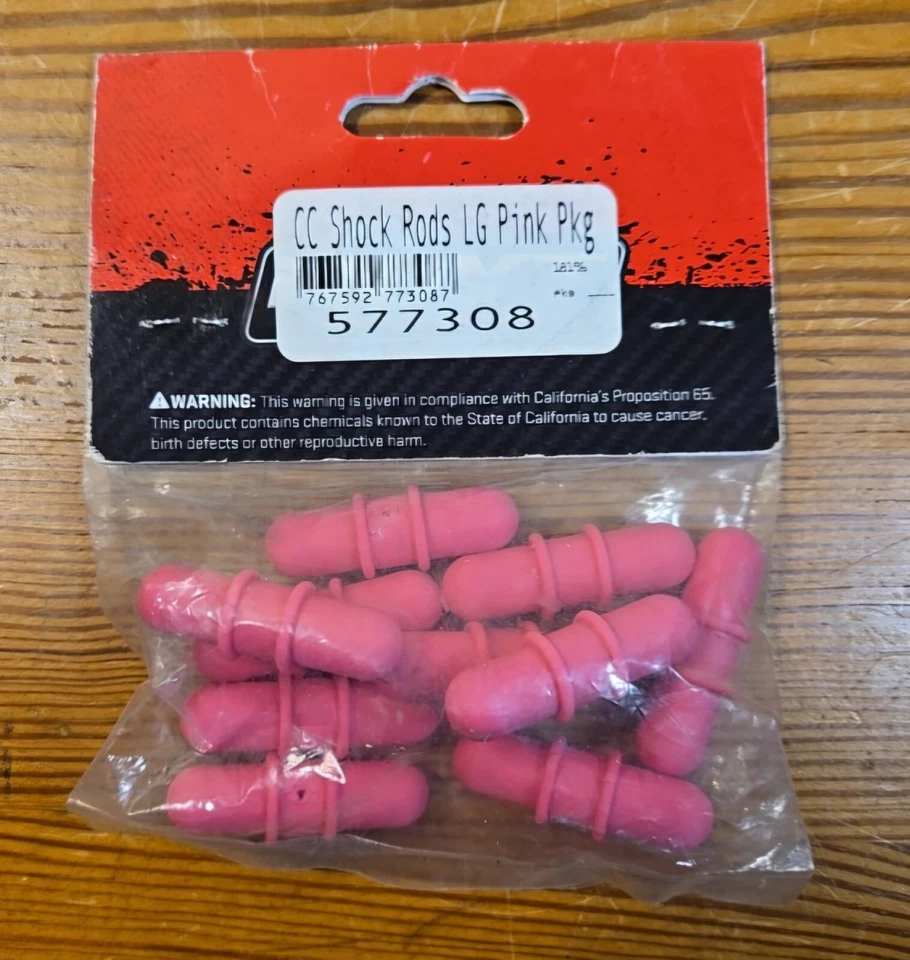 CC Shock Rods LG Pink Pkg
767592 773087
577308
WARNING: This warning is given in compliance with California's Proposition 65.
This product contains chemicals known to the State of California to cause cancer,
birth defects or other reproductive harm.